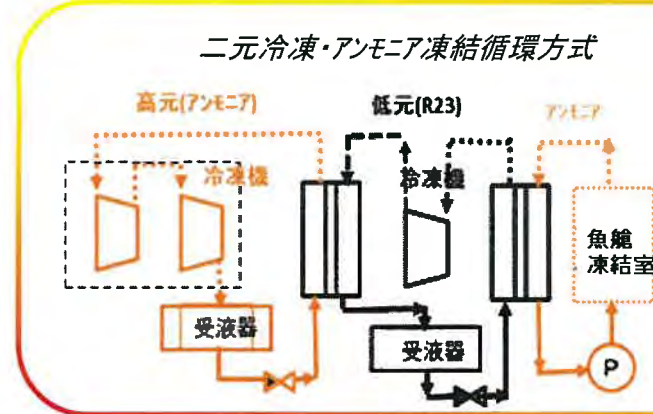 二元冷凍・アンモニア凍結循環方式
高元(アンモニア)
低元(R23)
アンモニア
冷凍機
冷凍機
魚艙
凍結室
受液器
受液器
P